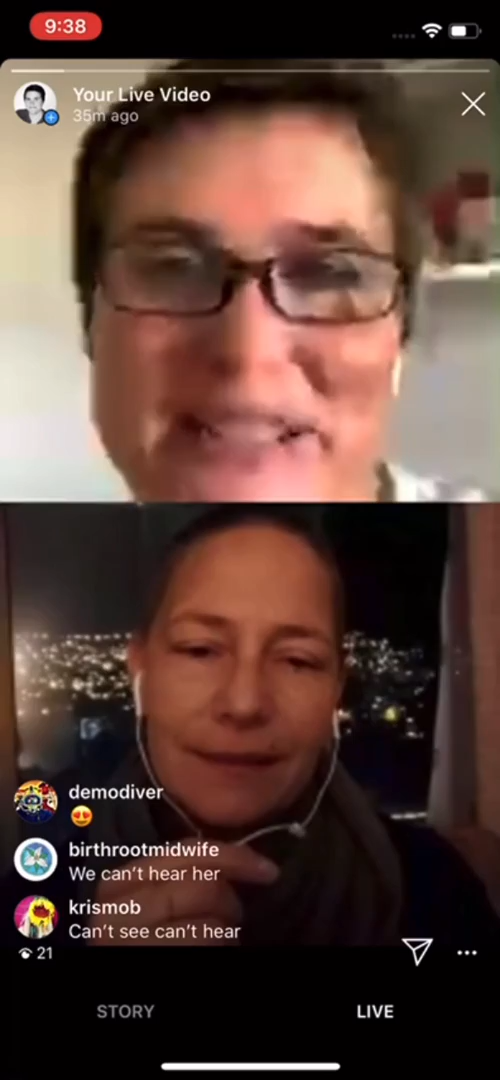 9:38
Your Live Video
35m ago
demodiver
😍
birthrootmidwife
We can't hear her
krismob
Can't see can't hear
21
STORY
LIVE